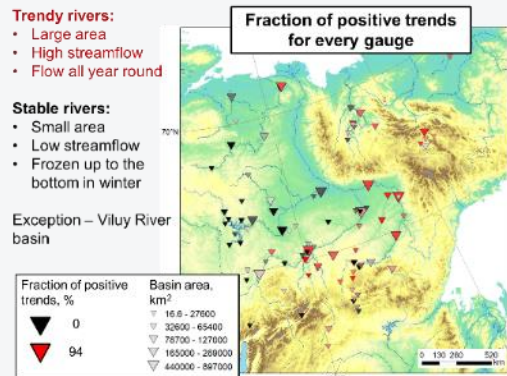 Trendy rivers:
• Large area
• High streamflow
• Flow all year round
Stable rivers:
• Small area
• Low streamflow
• Frozen up to the
bottom in winter
Exception – Viluy River
basin
Fraction of positive trends
for every gauge
70°N
Fraction of positive
trends, %
0
94
Basin area,
km²
16.6 - 27600
32600 - 65400
78700 - 127000
165000 - 289000
440000 - 897000
0 130 260 520
km